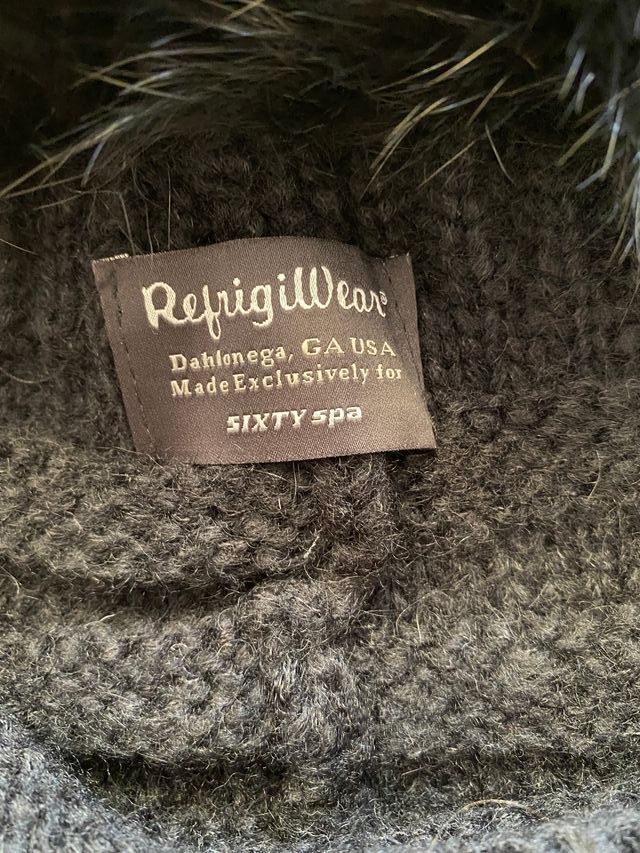 RefrigiWear®
Dahlonega, GA USA
Made Exclusively for
SIXTY spa